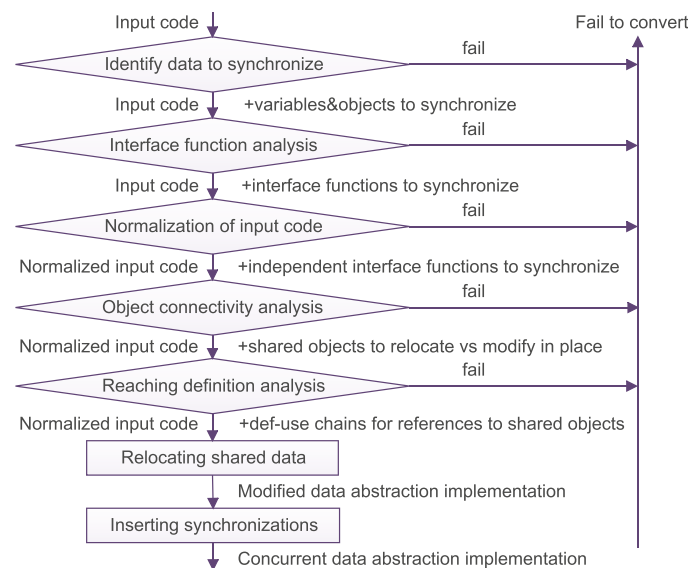 Input code
Fail to convert
fail
Identify data to synchronize
Input code +variables&objects to synchronize
fail
Interface function analysis
Input code +interface functions to synchronize
fail
Normalization of input code
Normalized input code +independent interface functions to synchronize
fail
Object connectivity analysis
Normalized input code +shared objects to relocate vs modify in place
fail
Reaching definition analysis
Normalized input code +def-use chains for references to shared objects
Relocating shared data
Modified data abstraction implementation
Inserting synchronizations
Concurrent data abstraction implementation